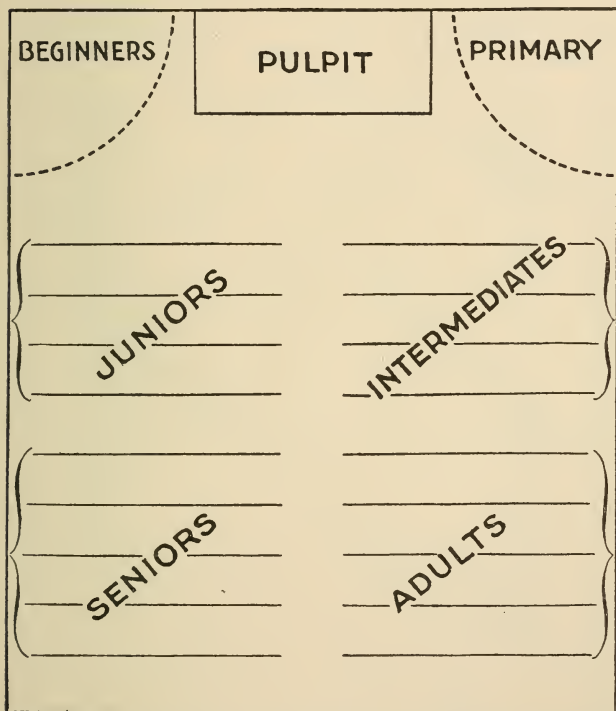 BEGINNERS
PULPIT
PRIMARY
JUNIORS
INTERMEDIATES
SENIORS
ADULTS